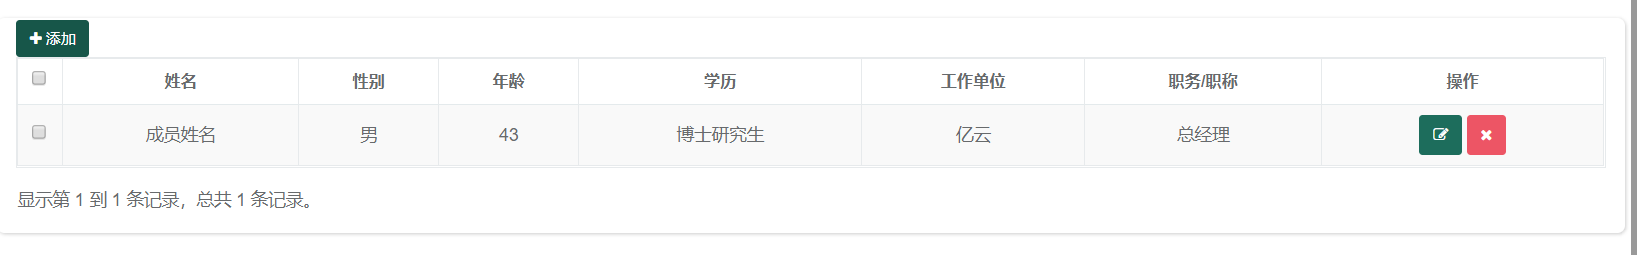 添加
姓名 性别 年龄 学历 工作单位 职务/职称 操作
成员姓名 男 43 博士研究生 亿云 总经理
显示第 1 到 1 条记录，总共 1 条记录。